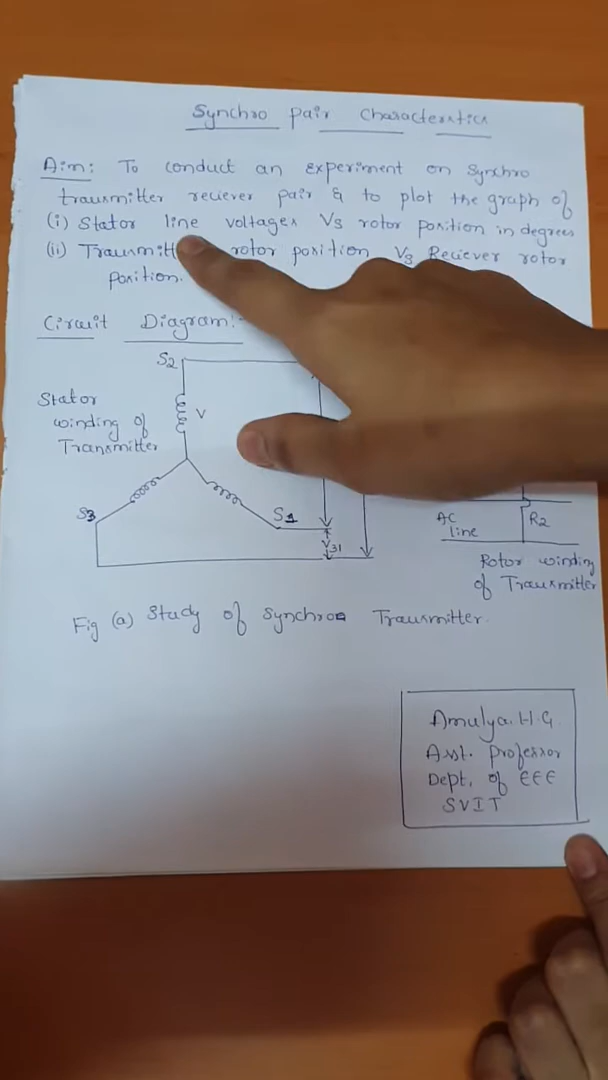 Synchro pair Characteristics
Aim: To conduct an experiment on Synchro
transmitter reciever pair & to plot the graph of
(i) Stator line voltages Vs rotor position in degrees
(ii) Transmitt rotor position Vs Reciever rotor
position.
Circuit Diagram:-
S2
Stator
winding of
Transmitter
V
S3
S1
V31
AC
line
R2
Rotor winding
of Transmitter
Fig (a) Study of Synchro Transmitter.
Amulya.H.G
Asst. Professor
Dept. of EEE
SVIT